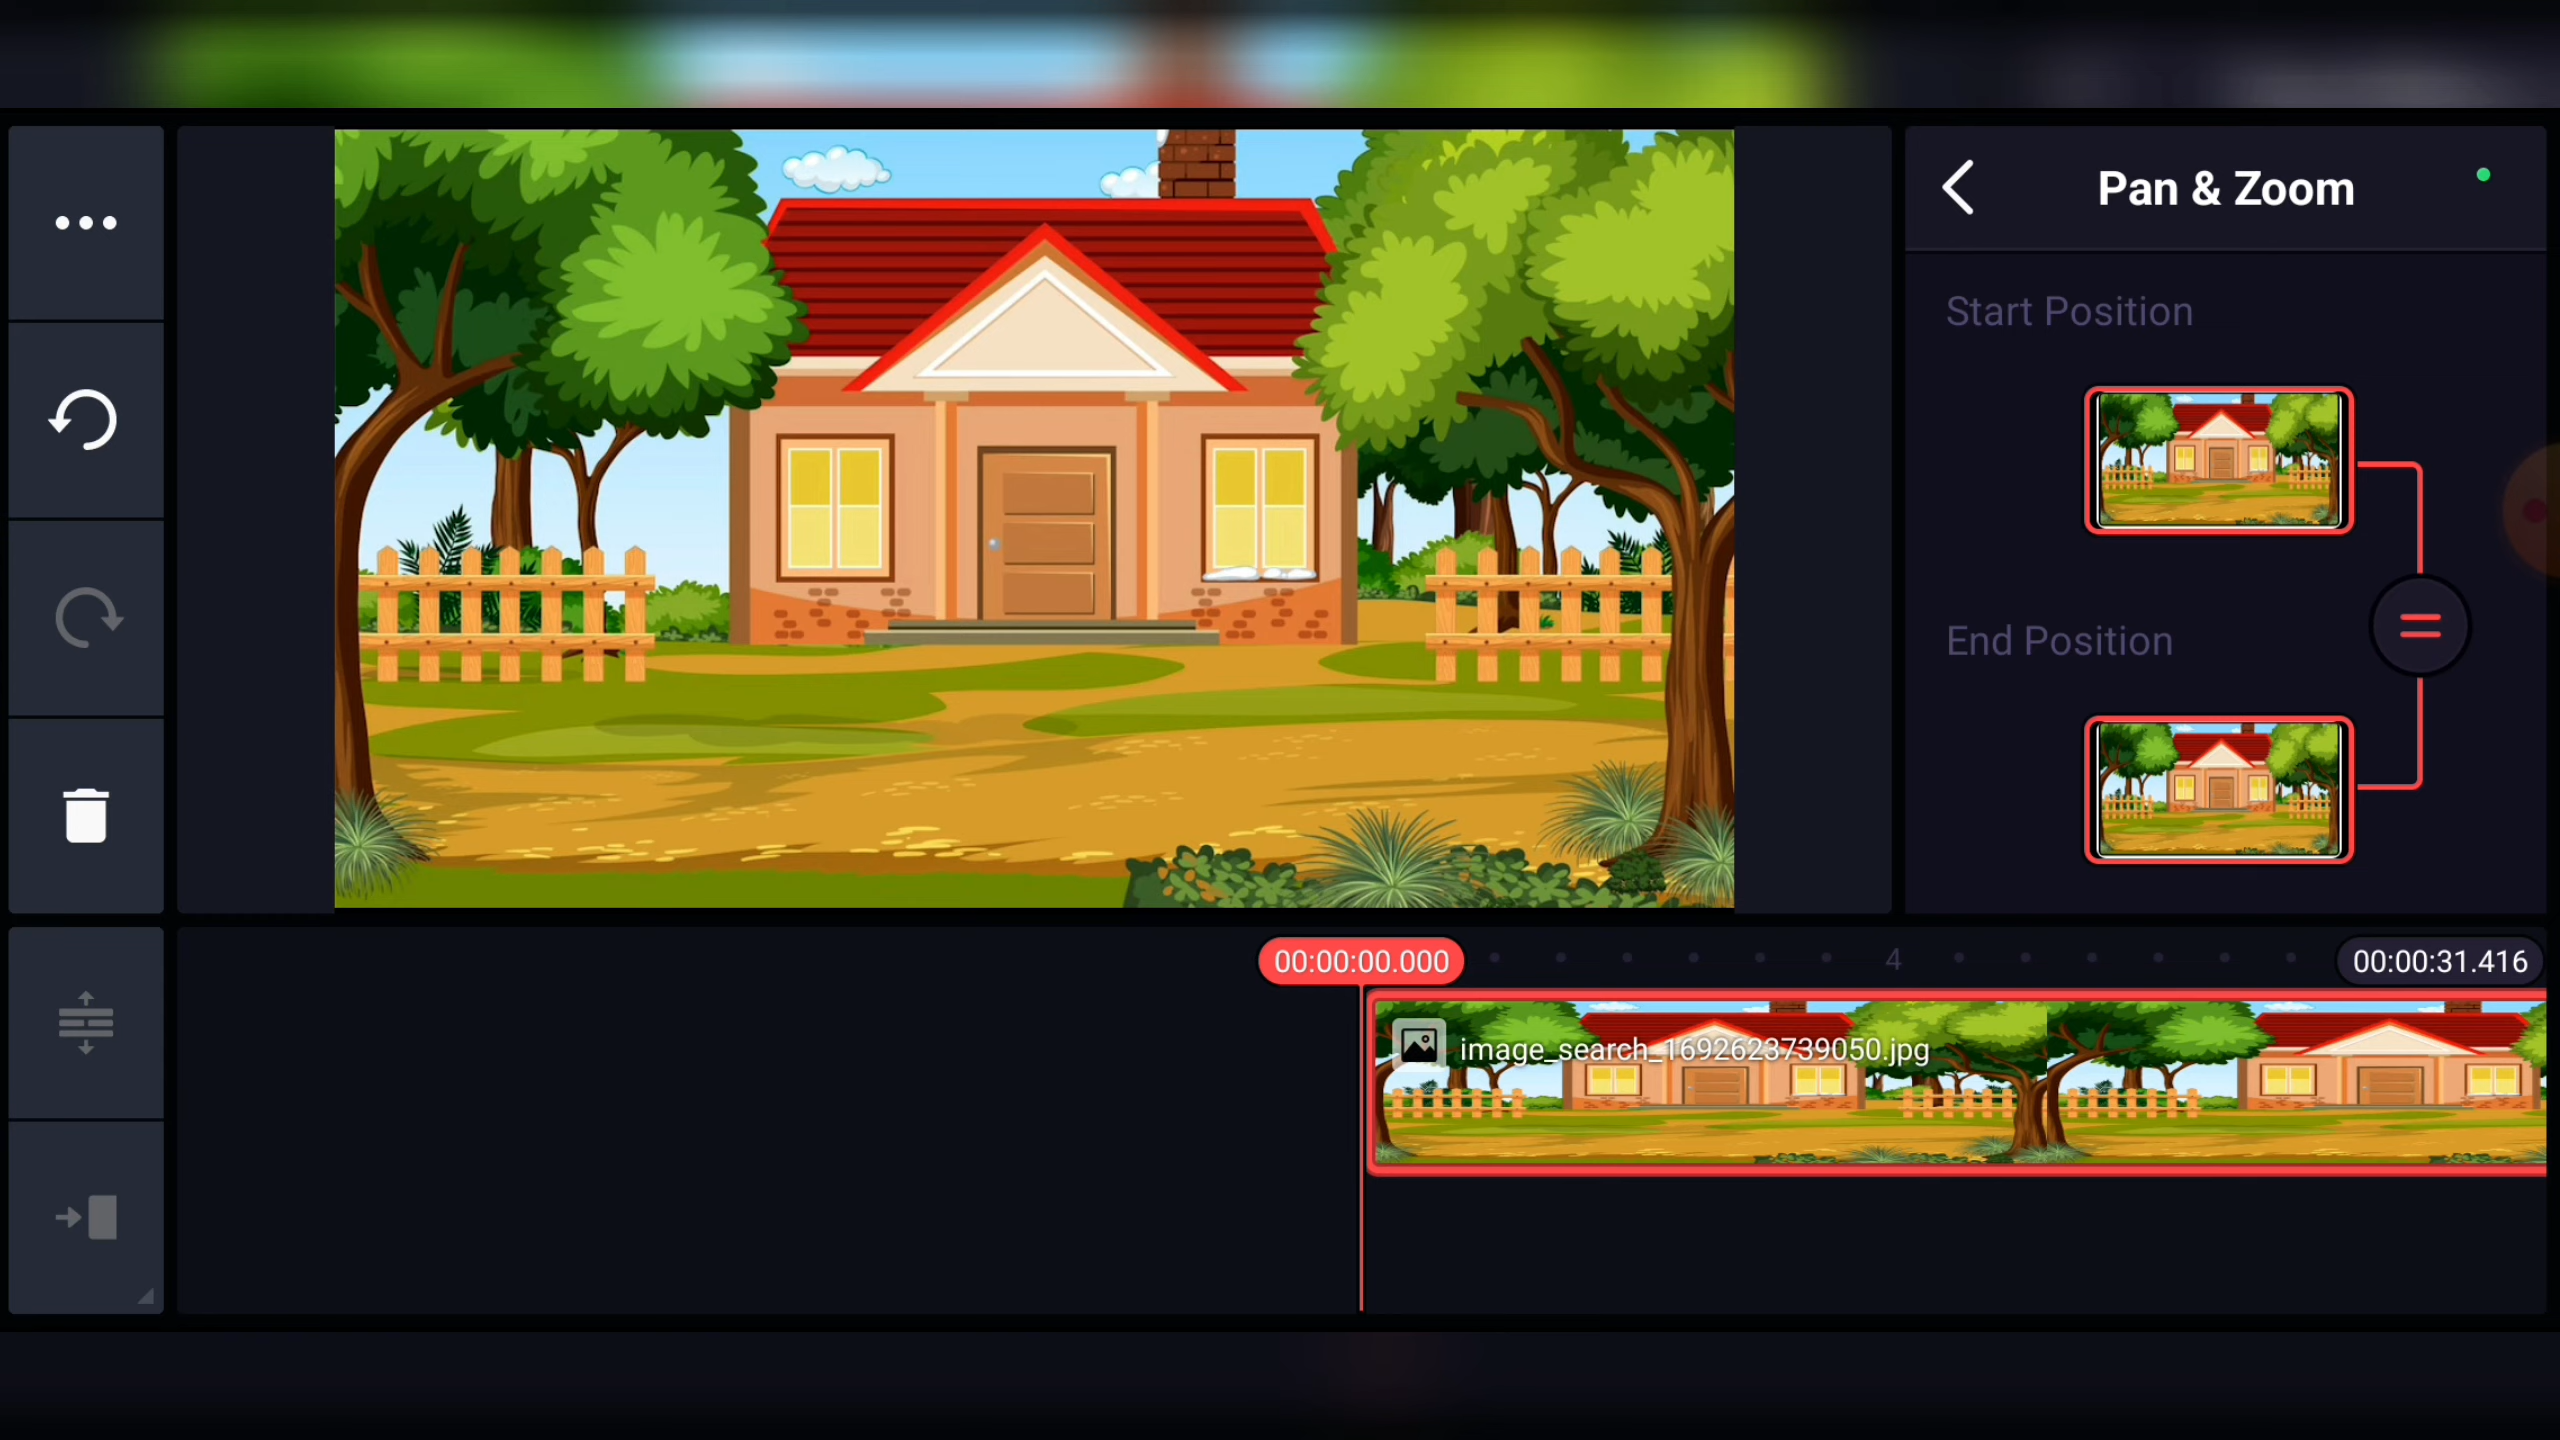 Pan & Zoom
Start Position
End Position
00:00:00.000
4
00:00:31.416
image_search_1692623739050.jpg